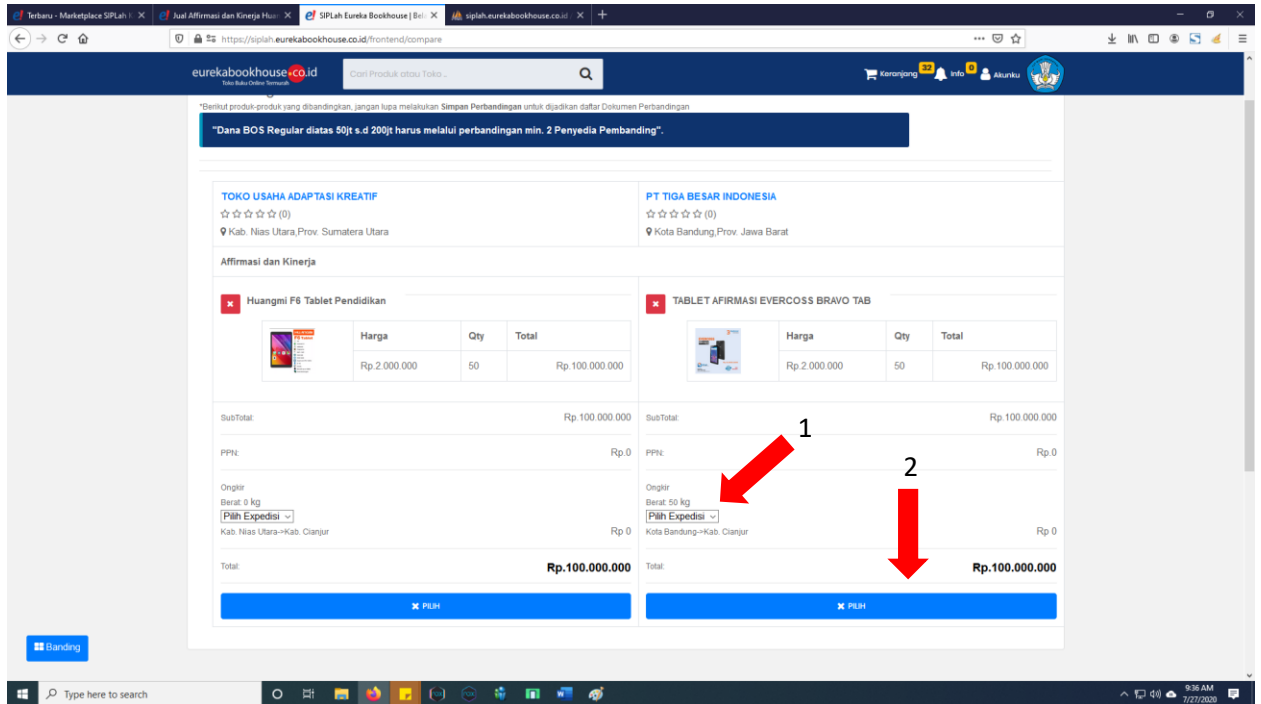 Terbaru - Marketplace SIPLah
Jual Affirmasi dan Kinerja Huan
SIPLah Eureka Bookhouse | Bela
siplah.eurekabookhouse.co.id
https://siplah.eurekabookhouse.co.id/frontend/compare
eurekabookhouse.co.id
Toko Buku Online Termurah
Cari Produk atau Toko...
Keranjang 32
Info 0
Akunku
*Berikut produk-produk yang dibandingkan, jangan lupa melakukan Simpan Perbandingan untuk dijadikan daftar Dokumen Perbandingan
"Dana BOS Regular diatas 50jt s.d 200jt harus melalui perbandingan min. 2 Penyedia Pembanding".
TOKO USAHA ADAPTASI KREATIF
(0)
Kab. Nias Utara,Prov. Sumatera Utara
PT TIGA BESAR INDONESIA
(0)
Kota Bandung,Prov. Jawa Barat
Affirmasi dan Kinerja
Huangmi F6 Tablet Pendidikan
Harga Qty Total
Rp.2.000.000 50 Rp.100.000.000
SubTotal: Rp.100.000.000
PPN: Rp.0
Ongkir
Berat: 0 kg
Pilih Expedisi
Kab. Nias Utara->Kab. Cianjur Rp 0
Total: Rp.100.000.000
PILIH
TABLET AFIRMASI EVERCOSS BRAVO TAB
Harga Qty Total
Rp.2.000.000 50 Rp.100.000.000
SubTotal: Rp.100.000.000
1
PPN: Rp.0
2
Ongkir
Berat: 50 kg
Pilih Expedisi
Kota Bandung->Kab. Cianjur Rp 0
Total: Rp.100.000.000
PILIH
Banding
Type here to search
9:36 AM
7/27/2020